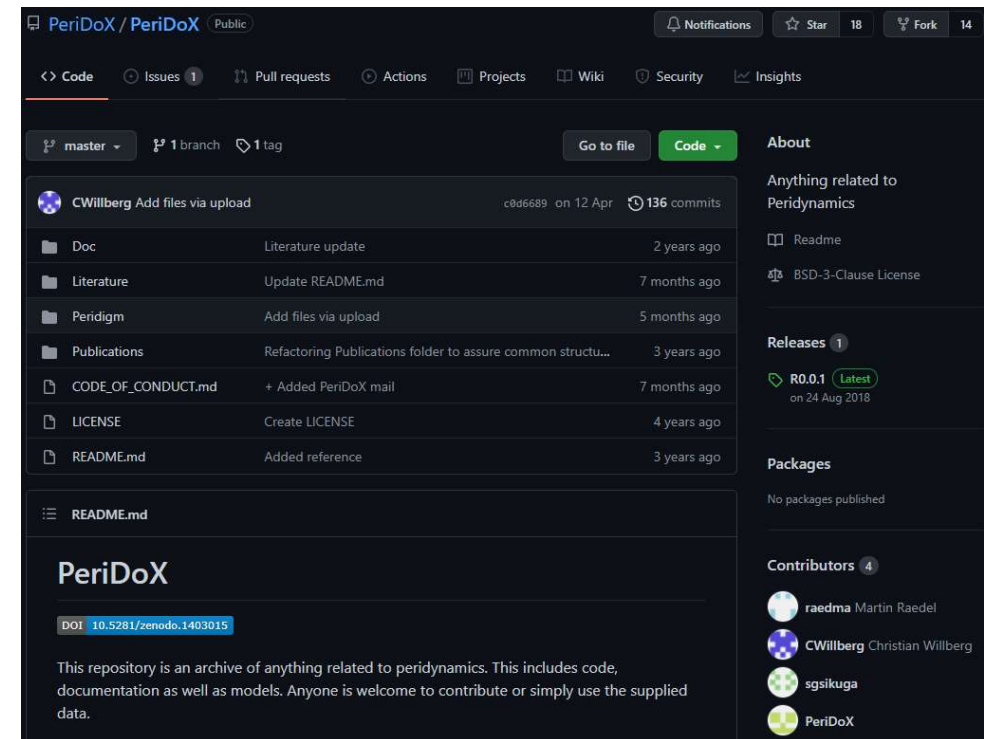 PeriDoX / PeriDoX Public
Notifications Star 18 Fork 14
Code Issues 1 Pull requests Actions Projects Wiki Security Insights
master 1 branch 1 tag Go to file Code
CWillberg Add files via upload c0d6689 on 12 Apr 136 commits
Doc Literature update 2 years ago
Literature Update README.md 7 months ago
Peridigm Add files via upload 5 months ago
Publications Refactoring Publications folder to assure common structu... 3 years ago
CODE_OF_CONDUCT.md + Added PeriDoX mail 7 months ago
LICENSE Create LICENSE 4 years ago
README.md Added reference 3 years ago
README.md
PeriDoX
DOI 10.5281/zenodo.1403015
This repository is an archive of anything related to peridynamics. This includes code,
documentation as well as models. Anyone is welcome to contribute or simply use the supplied
data.
About
Anything related to
Peridynamics
Readme
BSD-3-Clause License
Releases 1
R0.0.1 Latest
on 24 Aug 2018
Packages
No packages published
Contributors 4
raedma Martin Raedel
CWillberg Christian Willberg
sgsikuga
PeriDoX